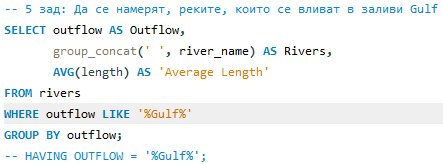 -- 5 зад: Да се намерят, реките, които се вливат в заливи Gulf
SELECT outflow AS Outflow,
group_concat(' ', river_name) AS Rivers,
AVG(length) AS 'Average Length'
FROM rivers
WHERE outflow LIKE '%Gulf%'
GROUP BY outflow;
-- HAVING OUTFLOW = '%Gulf%';